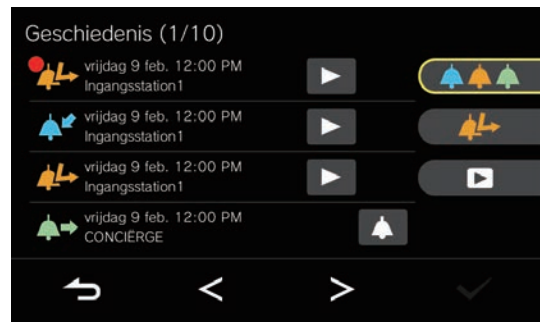 Geschiedenis (1/10)
vrijdag 9 feb. 12:00 PM
Ingangsstation1
vrijdag 9 feb. 12:00 PM
Ingangsstation1
vrijdag 9 feb. 12:00 PM
Ingangsstation1
vrijdag 9 feb. 12:00 PM
CONCIËRGE